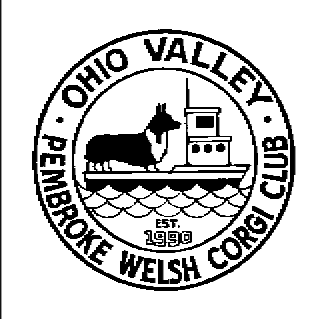 · OHIO VALLEY ·
PEMBROKE WELSH CORGI CLUB
EST.
1990